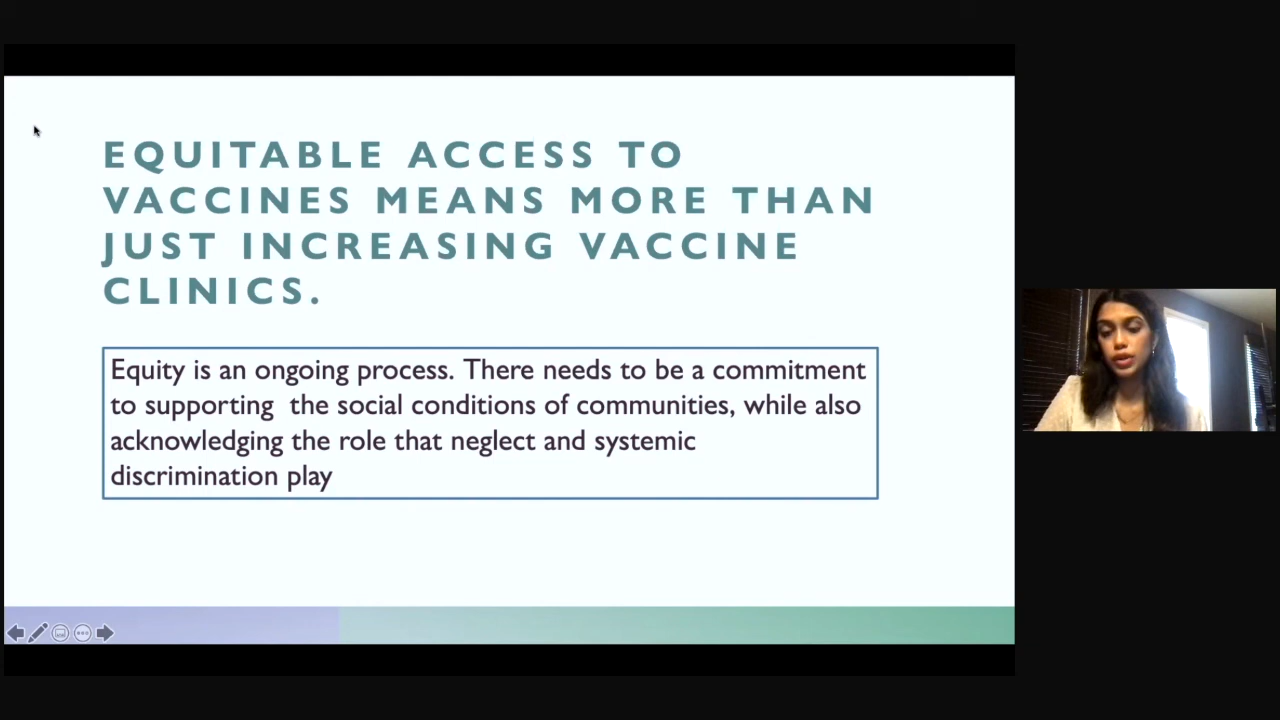 EQUITABLE ACCESS TO
VACCINES MEANS MORE THAN
JUST INCREASING VACCINE
CLINICS.
Equity is an ongoing process. There needs to be a commitment
to supporting  the social conditions of communities, while also
acknowledging the role that neglect and systemic
discrimination play